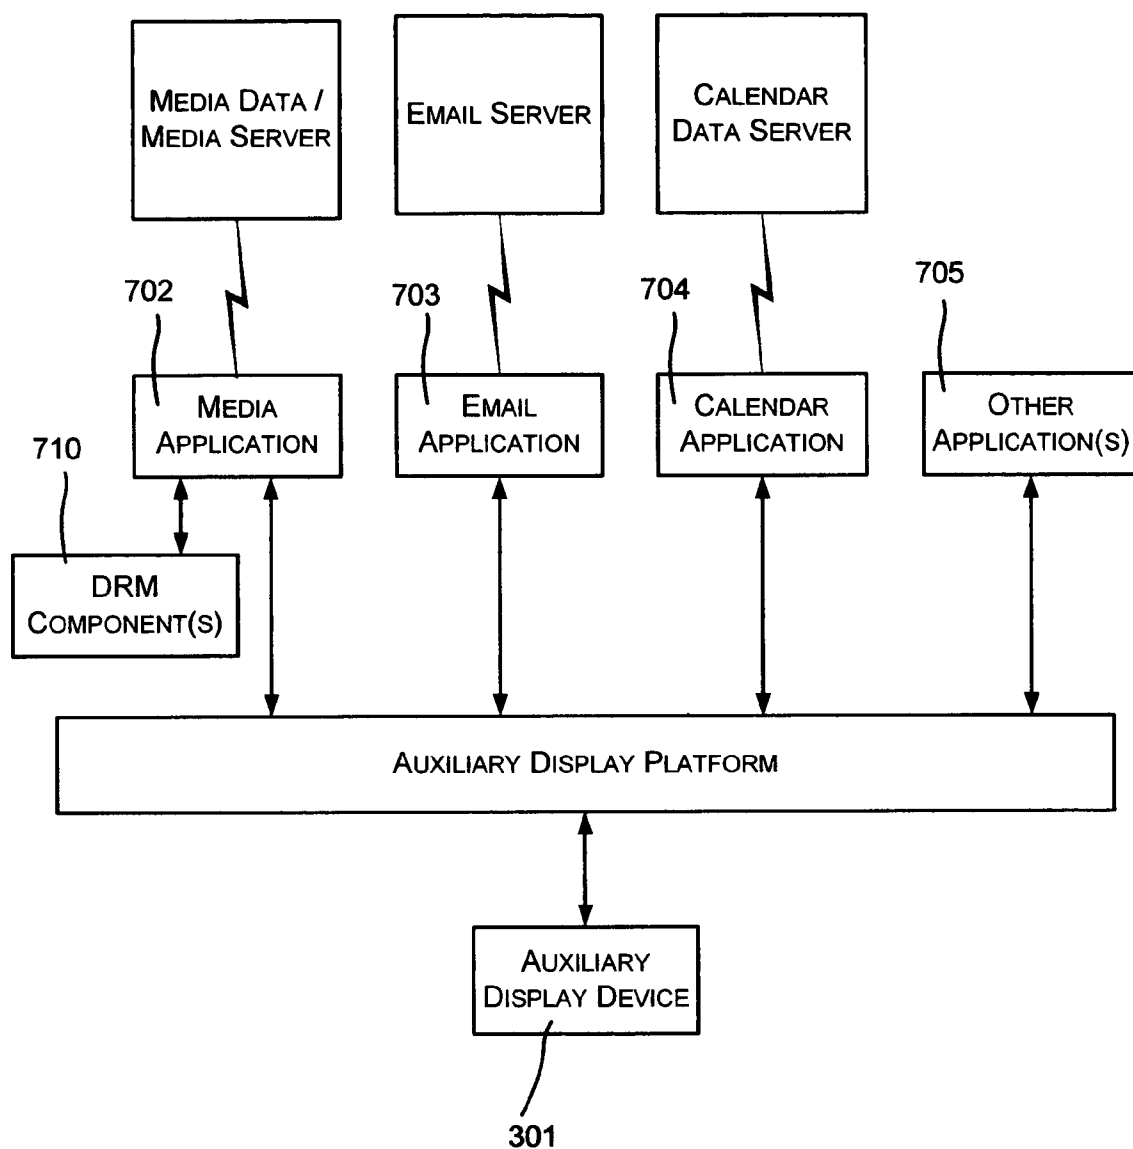 MEDIA DATA /
MEDIA SERVER
EMAIL SERVER
CALENDAR
DATA SERVER
702
703
704
705
MEDIA
APPLICATION
EMAIL
APPLICATION
CALENDAR
APPLICATION
OTHER
APPLICATION(S)
710
DRM
COMPONENT(S)
AUXILIARY DISPLAY PLATFORM
AUXILIARY
DISPLAY DEVICE
301